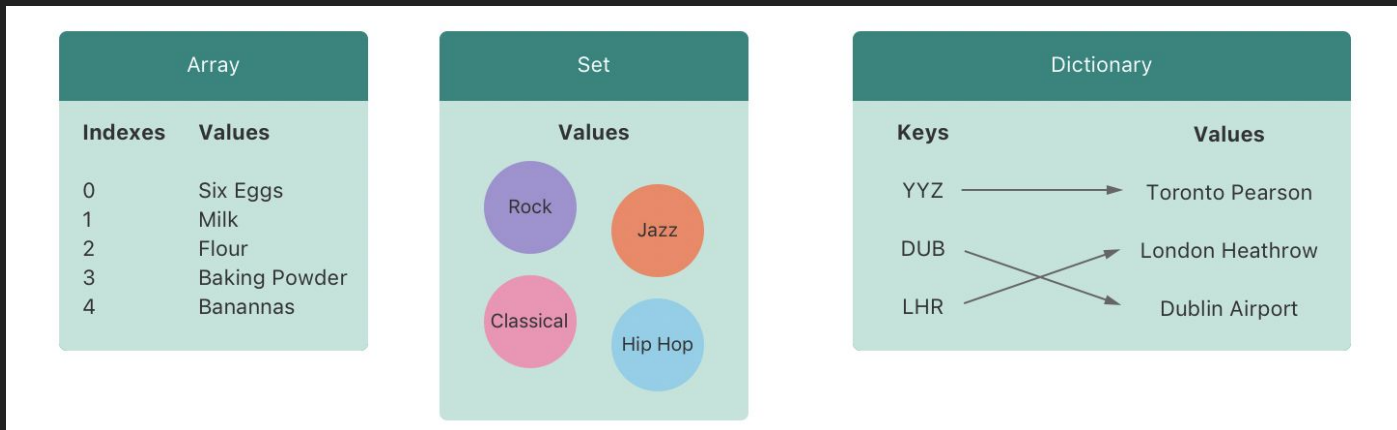 Array
Indexes Values
0 Six Eggs
1 Milk
2 Flour
3 Baking Powder
4 Banannas
Set
Values
Rock
Jazz
Classical
Hip Hop
Dictionary
Keys Values
YYZ Toronto Pearson
DUB London Heathrow
LHR Dublin Airport